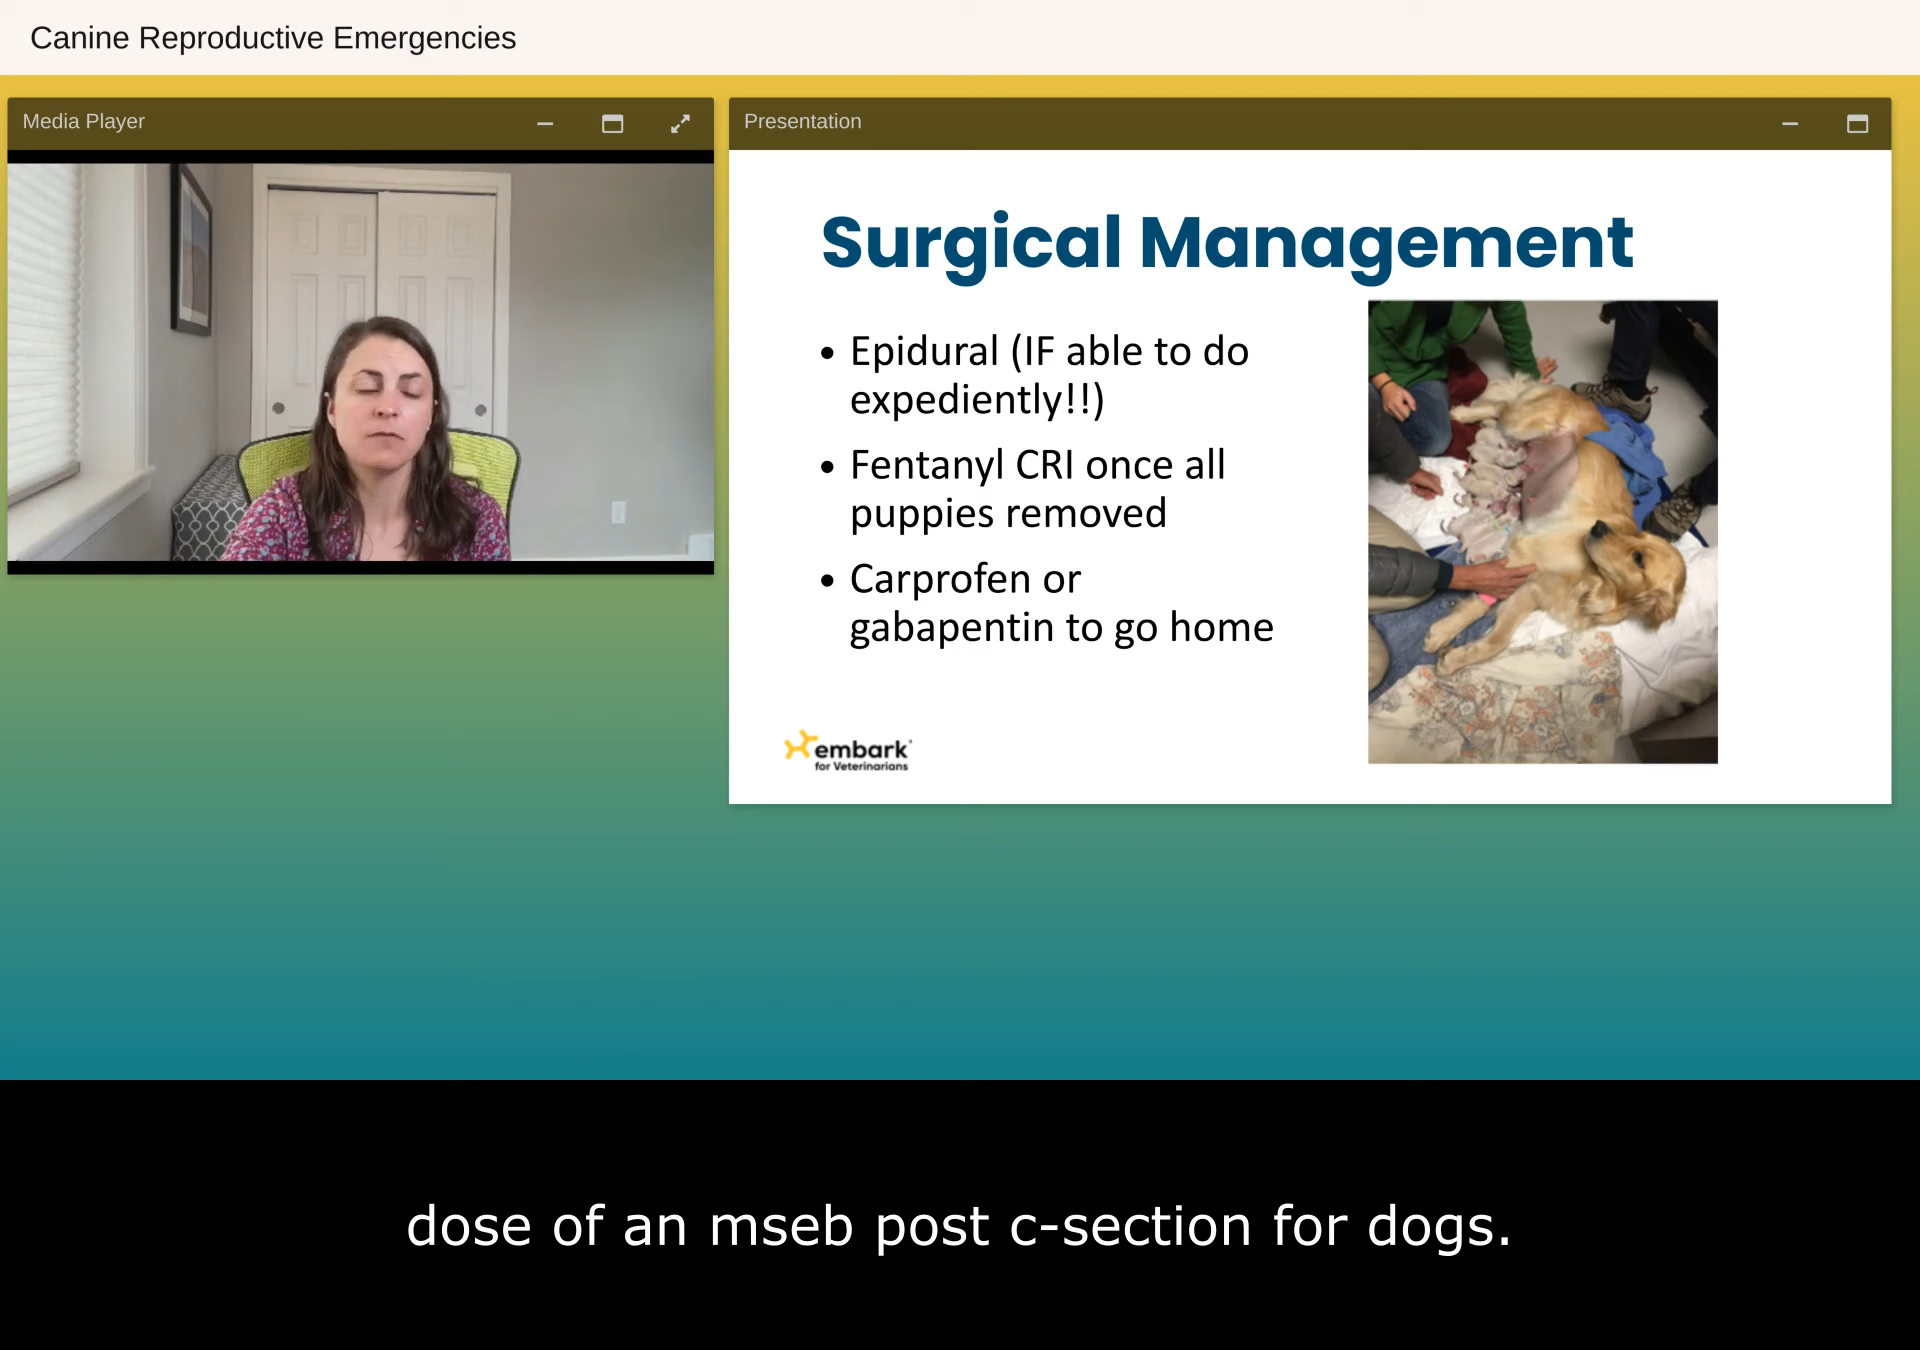 Canine Reproductive Emergencies
Media Player
Presentation
Surgical Management
• Epidural (IF able to do
expediently!!)
• Fentanyl CRI once all
puppies removed
• Carprofen or
gabapentin to go home
embark
for Veterinarians
dose of an mseb post c-section for dogs.